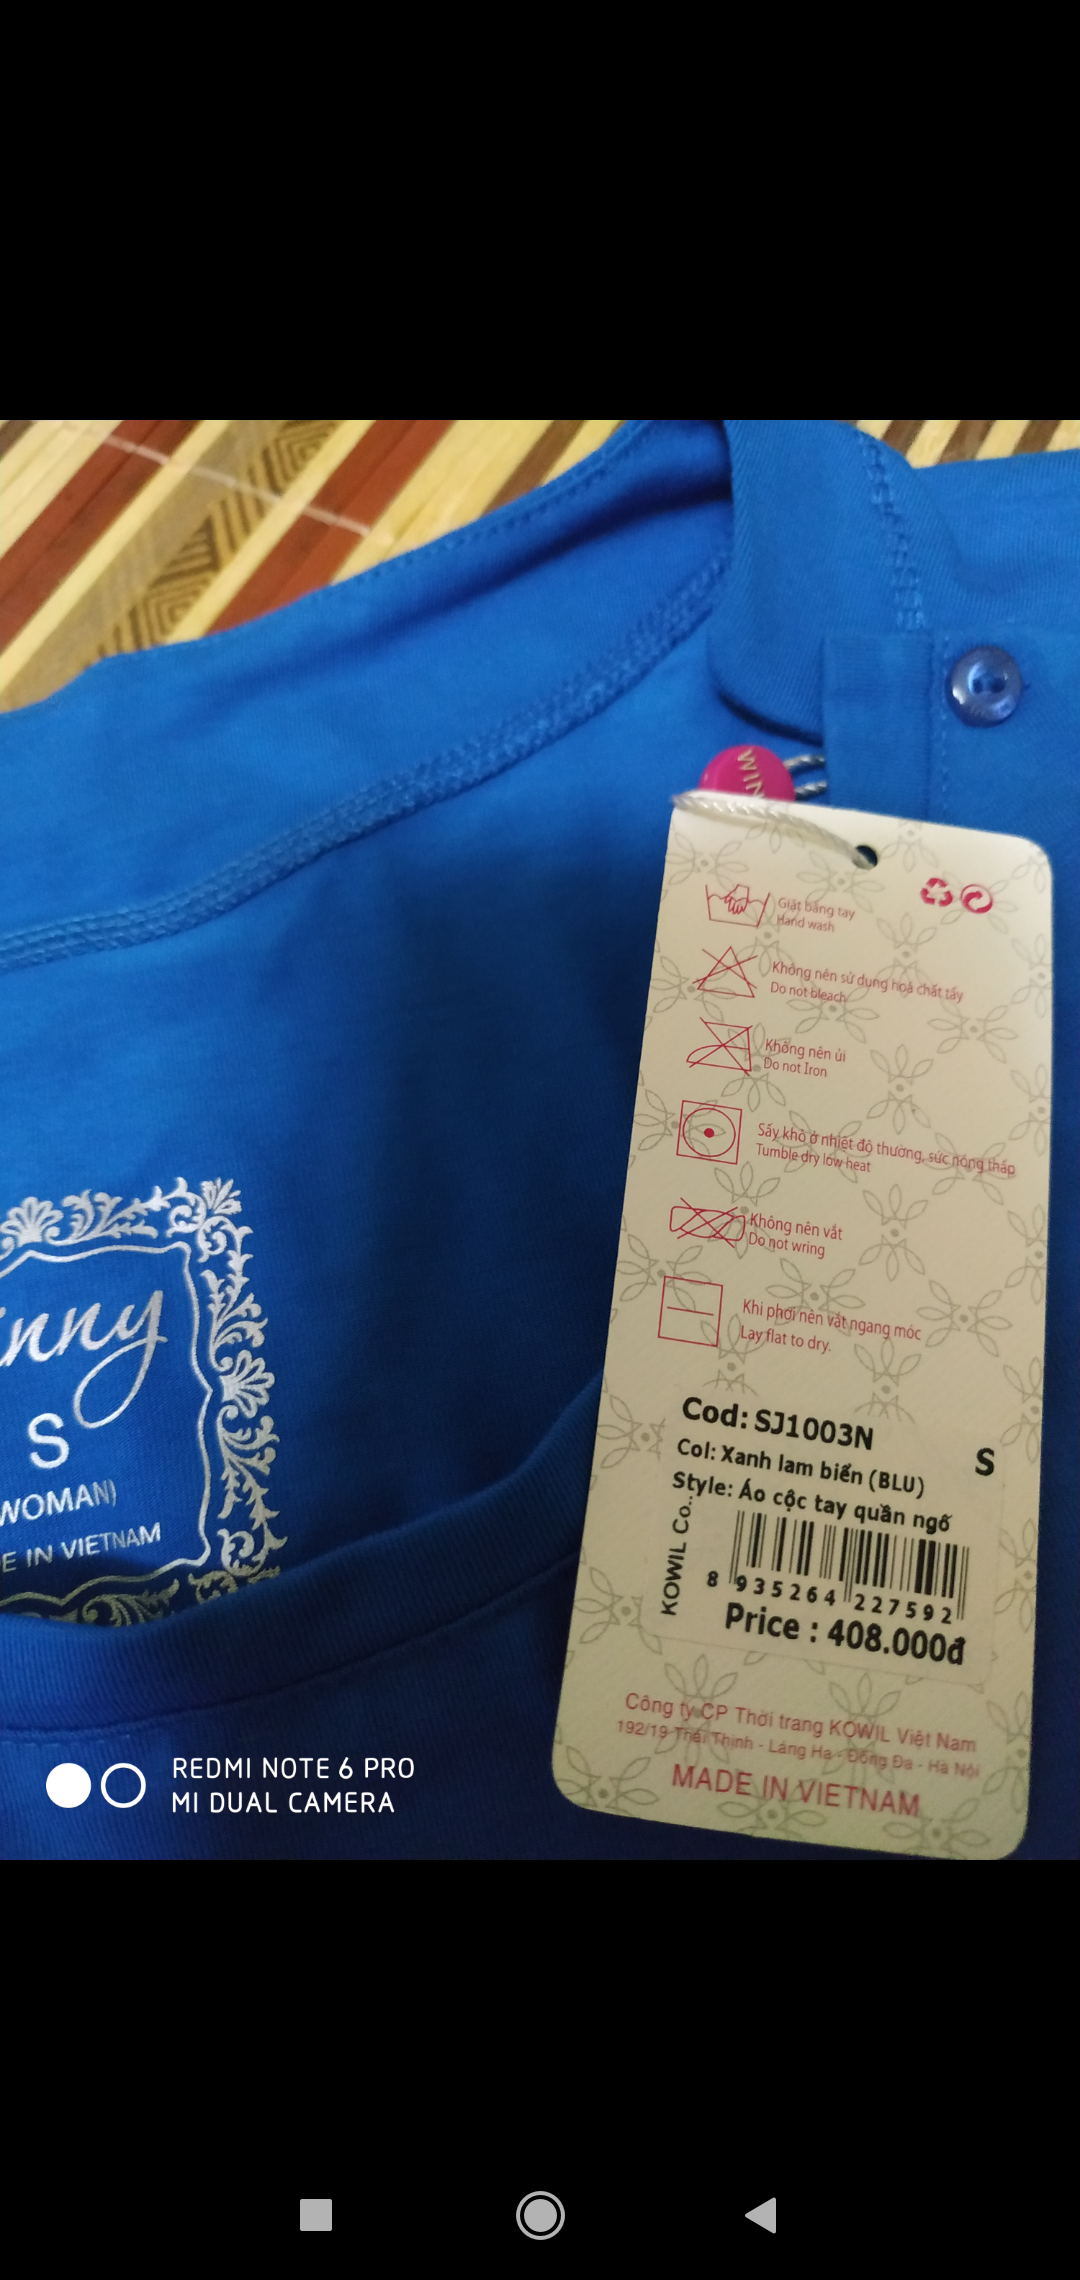 WIN
Giặt bằng tay
Hand wash
Không nên sử dụng hoá chất tẩy
Do not bleach
Không nên ủi
Do not Iron
Sấy khô ở nhiệt độ thường, sức nóng thấp
Tumble dry low heat
Không nên vắt
Do not wring
Khi phơi nên vắt ngang móc
Lay flat to dry.
Cod: SJ1003N
S
Col: Xanh lam biển (BLU)
Style: Áo cộc tay quần ngố
KOWIL Co..
8 935264 227592
Price : 408.000đ
Công ty CP Thời trang KOWIL Việt Nam
192/19 Thái Thịnh - Láng Hạ - Đống Đa - Hà Nội
MADE IN VIETNAM
nny
S
WOMAN)
E IN VIETNAM
REDMI NOTE 6 PRO
MI DUAL CAMERA